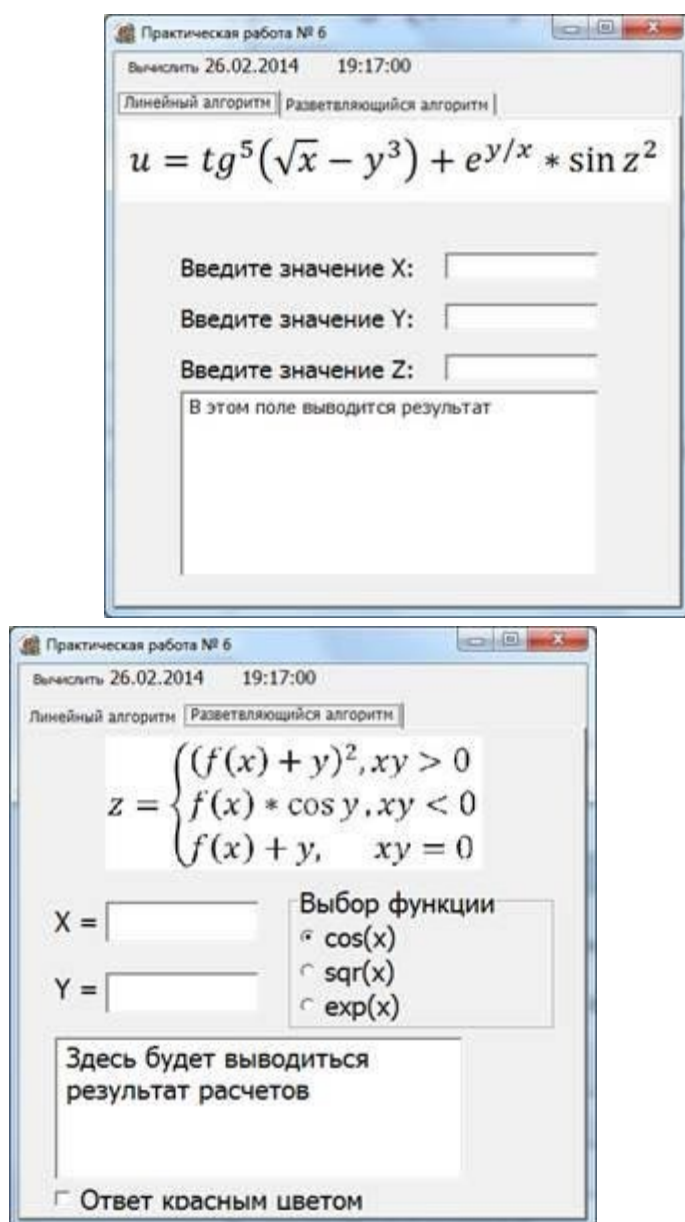 Практическая работа № 6
Вычислить 26.02.2014 19:17:00
Линейный алгоритм Разветвляющийся алгоритм
u = tg⁵(√x − y³) + e^{y/x} * sin z²
Введите значение X:
Введите значение Y:
Введите значение Z:
В этом поле выводится результат
Практическая работа № 6
Вычислить 26.02.2014 19:17:00
Линейный алгоритм Разветвляющийся алгоритм
(f(x) + y)², xy > 0
z = { f(x) * cos y, xy < 0
f(x) + y, xy = 0
X =
Y =
Выбор функции
cos(x)
sqr(x)
exp(x)
Здесь будет выводиться
результат расчетов
Ответ красным цветом